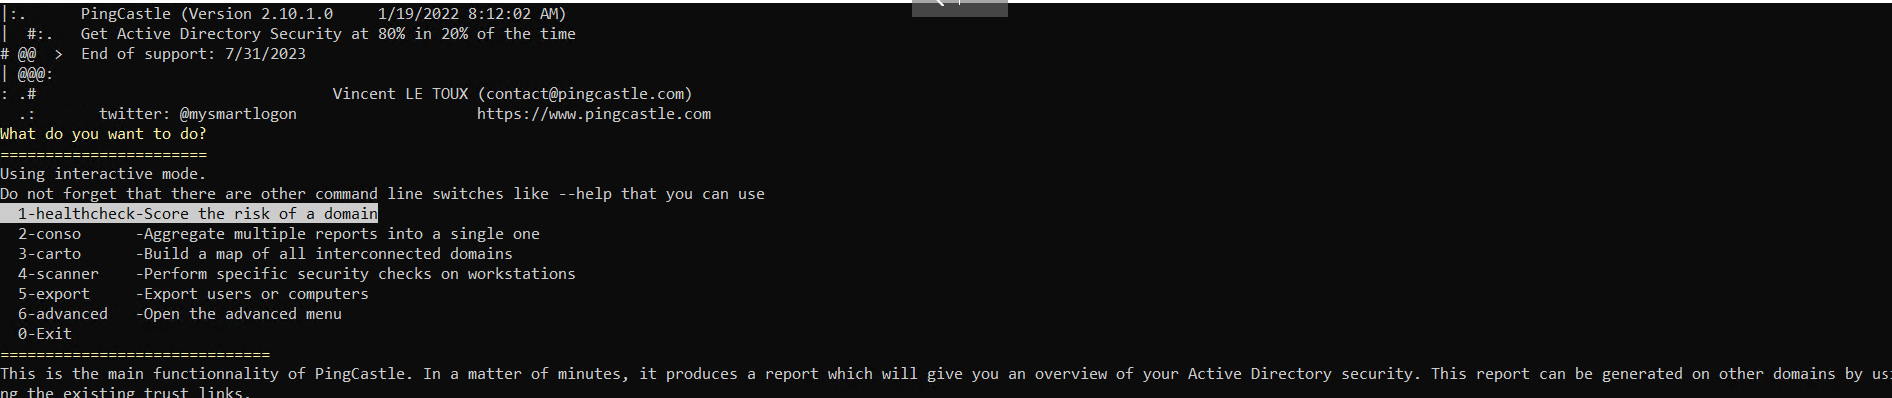 |:.      PingCastle (Version 2.10.1.0     1/19/2022 8:12:02 AM)
|  #:.   Get Active Directory Security at 80% in 20% of the time
# @@  >  End of support: 7/31/2023
| @@@:
: .#                                 Vincent LE TOUX (contact@pingcastle.com)
  .:       twitter: @mysmartlogon                    https://www.pingcastle.com
What do you want to do?
=======================
Using interactive mode.
Do not forget that there are other command line switches like --help that you can use
  1-healthcheck-Score the risk of a domain
  2-conso      -Aggregate multiple reports into a single one
  3-carto      -Build a map of all interconnected domains
  4-scanner    -Perform specific security checks on workstations
  5-export     -Export users or computers
  6-advanced   -Open the advanced menu
  0-Exit
==============================
This is the main functionnality of PingCastle. In a matter of minutes, it produces a report which will give you an overview of your Active Directory security. This report can be generated on other domains by usi
ng the existing trust links.